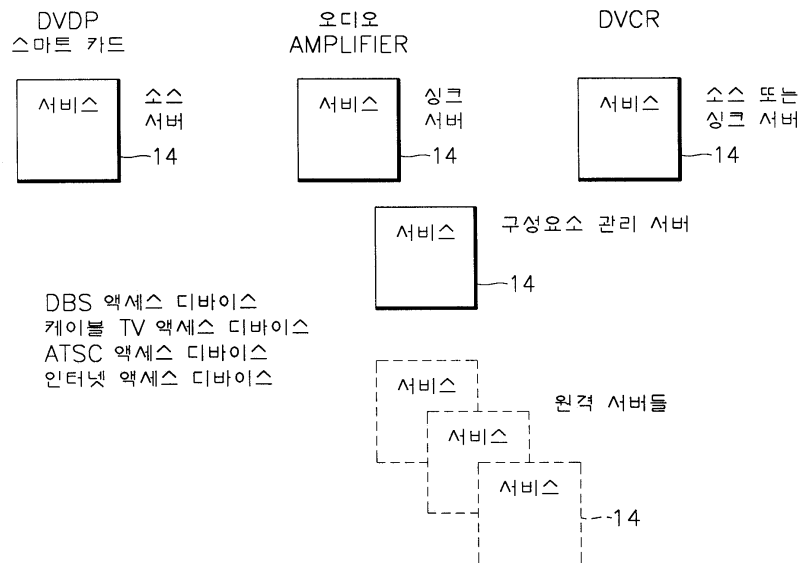 DVDP
스마트 카드
오디오
AMPLIFIER
DVCR
서비스
소스
서버
14
서비스
싱크
서버
14
서비스
소스 또는
싱크 서버
14
서비스
구성요소 관리 서버
14
DBS 액세스 디바이스
케이블 TV 액세스 디바이스
ATSC 액세스 디바이스
인터넷 액세스 디바이스
서비스
원격 서버들
서비스
서비스
14